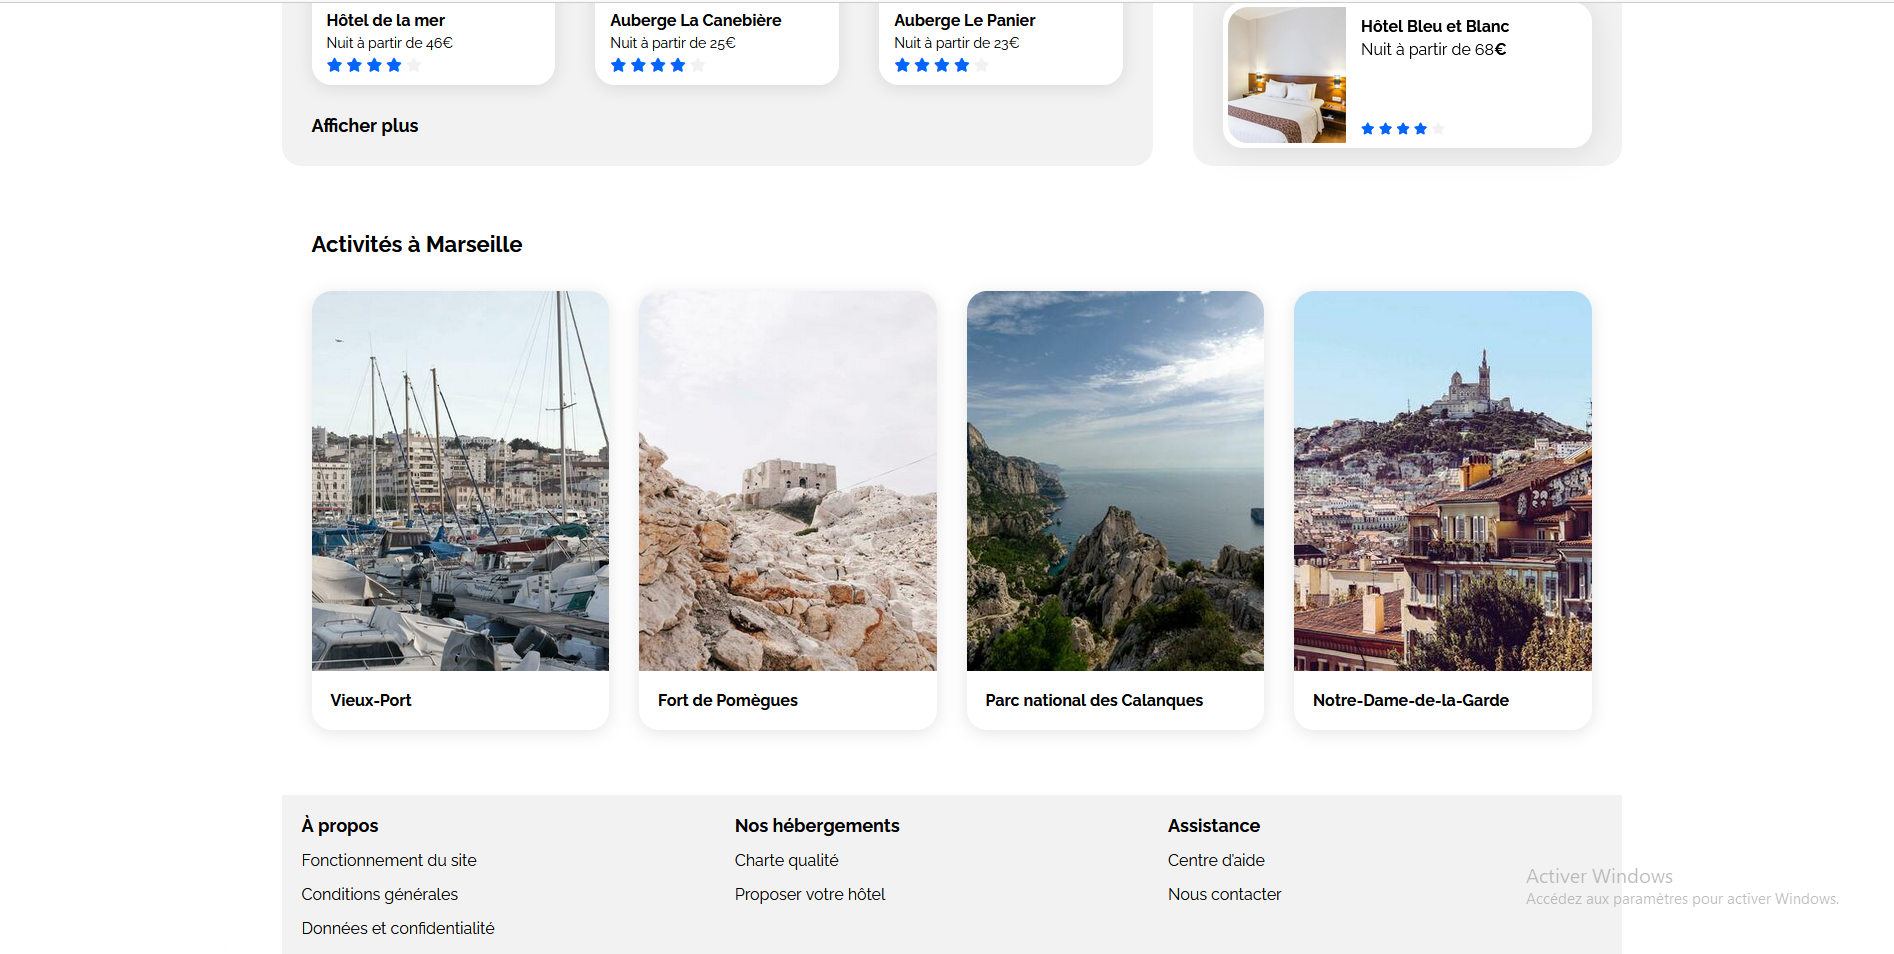 Hôtel de la mer
Nuit à partir de 46€
Auberge La Canebière
Nuit à partir de 25€
Auberge Le Panier
Nuit à partir de 23€
Hôtel Bleu et Blanc
Nuit à partir de 68€
Afficher plus
Activités à Marseille
Vieux-Port
Fort de Pomègues
Parc national des Calanques
Notre-Dame-de-la-Garde
À propos
Fonctionnement du site
Conditions générales
Données et confidentialité
Nos hébergements
Charte qualité
Proposer votre hôtel
Assistance
Centre d'aide
Nous contacter
Activer Windows
Accédez aux paramètres pour activer Windows.